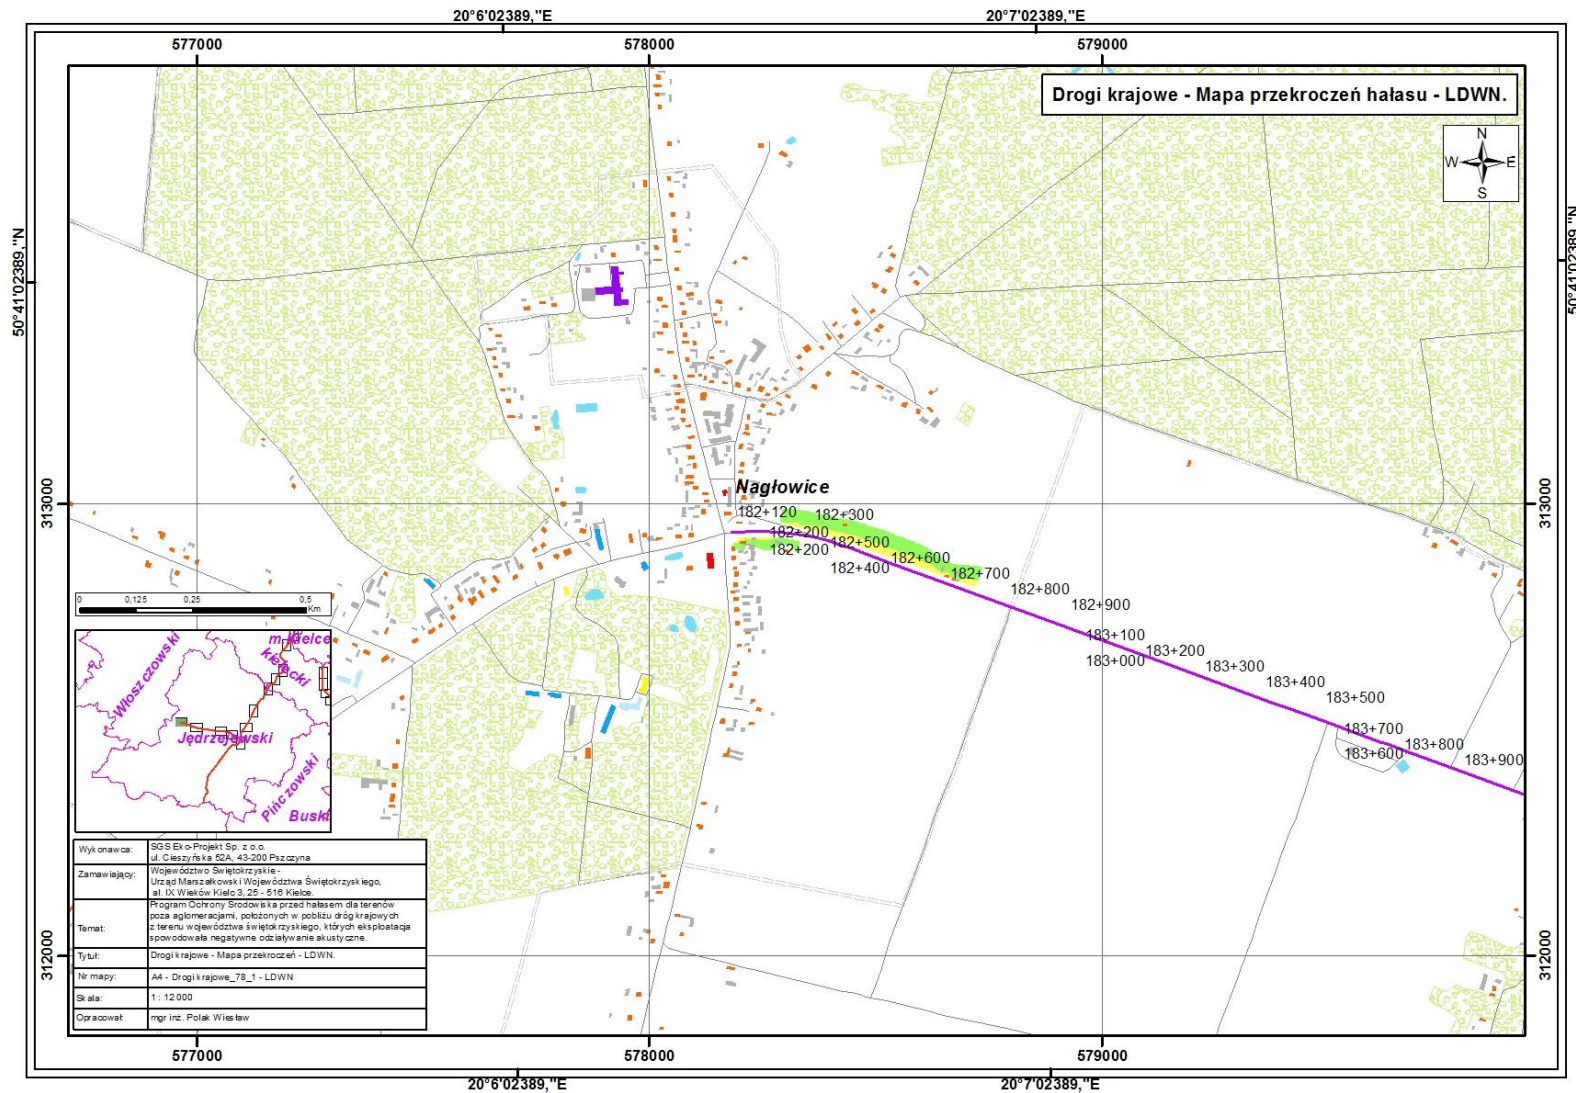 20°6'02389,"E
20°7'02389,"E
577000
578000
579000
Drogi krajowe - Mapa przekroczeń hałasu - LDWN.
N
W
E
S
50°41'02389,"N
50°41'02389,"N
313000
313000
Nagłowice
182+120
182+300
182+200
182+500
182+200
182+400
182+600
182+700
182+800
182+900
183+100
183+000
183+200
183+300
183+400
183+500
183+700
183+600
183+800
183+900
0
0,125
0,25
0,5
Km
m. Kielce
kielecki
Włoszczowski
Jędrzejowski
Pińczowski
Buski
312000
312000
Wykonawca:
SGS Eko-Projekt Sp. z o.o.
ul. Cieszyńska 52A, 43-200 Pszczyna
Zamawiający:
Województwo Świętokrzyskie -
Urząd Marszałkowski Województwa Świętokrzyskiego,
al. IX Wieków Kielc 3, 25 - 516 Kielce.
Temat:
Program Ochrony Środowiska przed hałasem dla terenów
poza aglomeracjami, położonych w pobliżu dróg krajowych
z terenu województwa świętokrzyskiego, których eksploatacja
spowodowała negatywne odziaływanie akustyczne.
Tytuł:
Drogi krajowe - Mapa przekroczeń - LDWN.
Nr mapy:
A4 - Drogi krajowe_78_1 - LDWN
Skala:
1 : 12 000
Opracował:
mgr inż. Polak Wiesław
577000
578000
579000
20°6'02389,"E
20°7'02389,"E